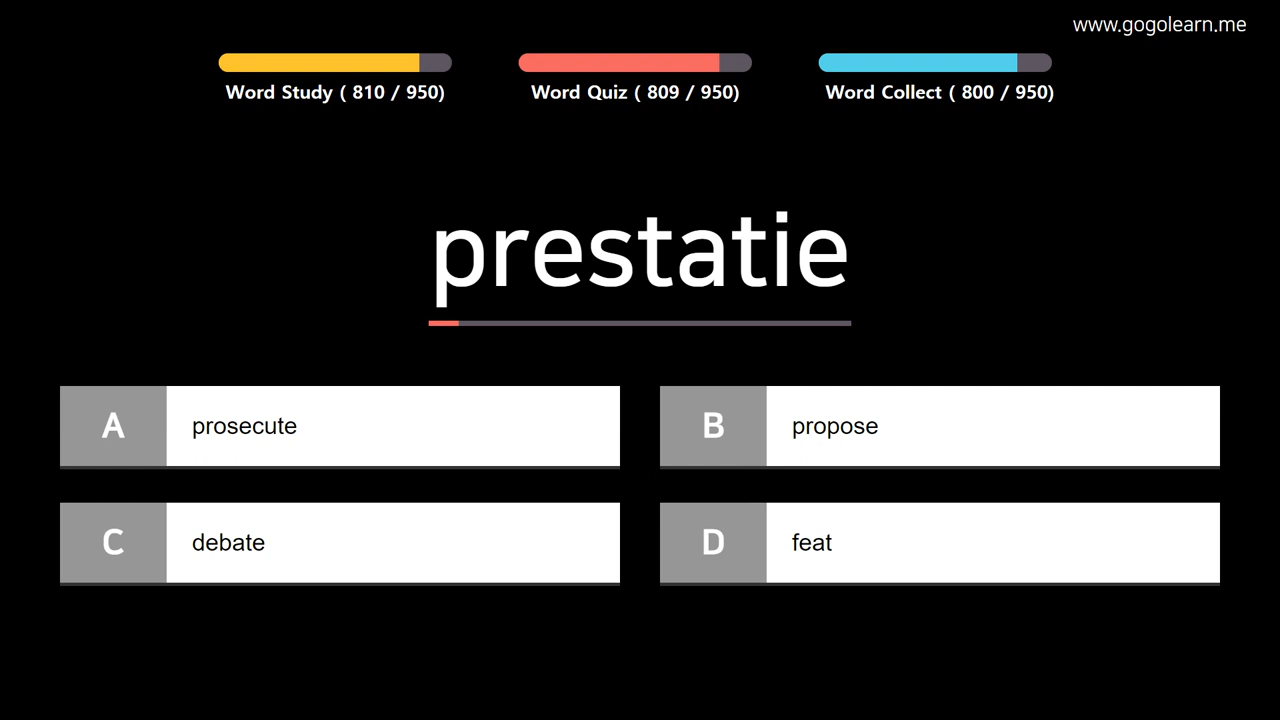 www.gogolearn.me
Word Study ( 810 / 950)
Word Quiz ( 809 / 950)
Word Collect ( 800 / 950)
prestatie
A prosecute
B propose
C debate
D feat